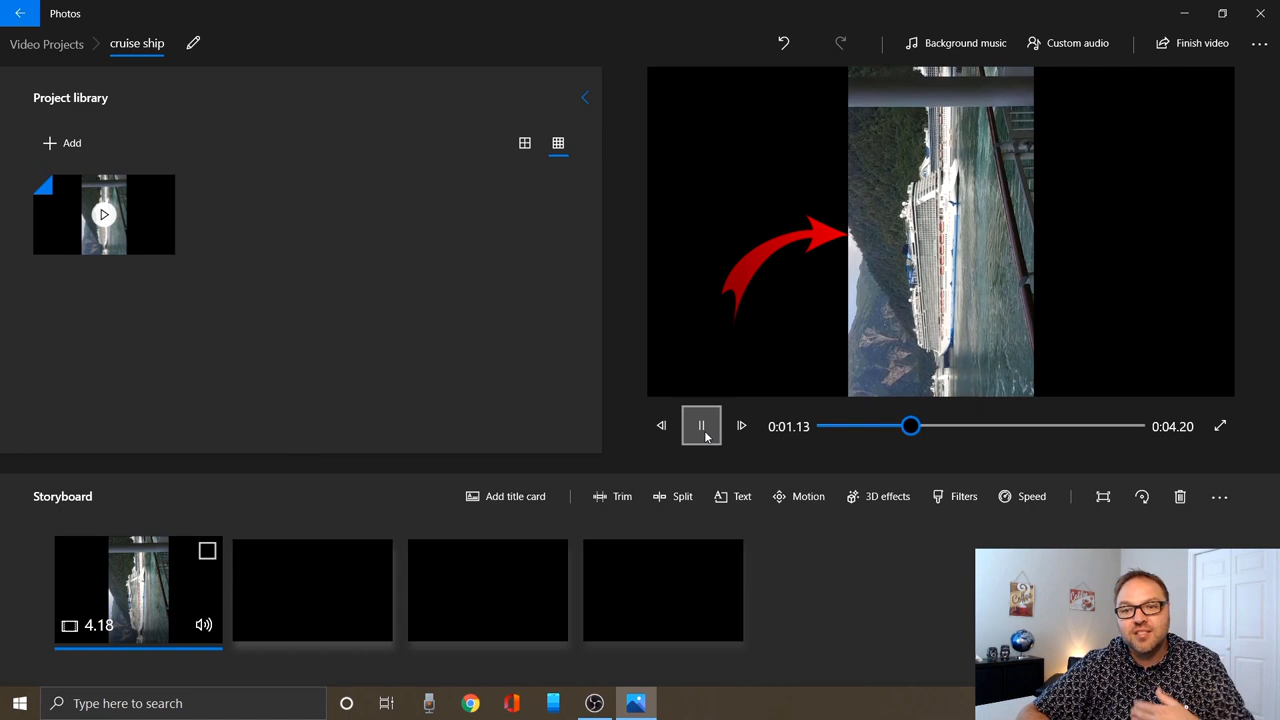 Photos
Video Projects
cruise ship
Background music
Custom audio
Finish video
Project library
Add
0:01.13
0:04.20
Storyboard
Add title card
Trim
Split
Text
Motion
3D effects
Filters
Speed
4.18
Type here to search